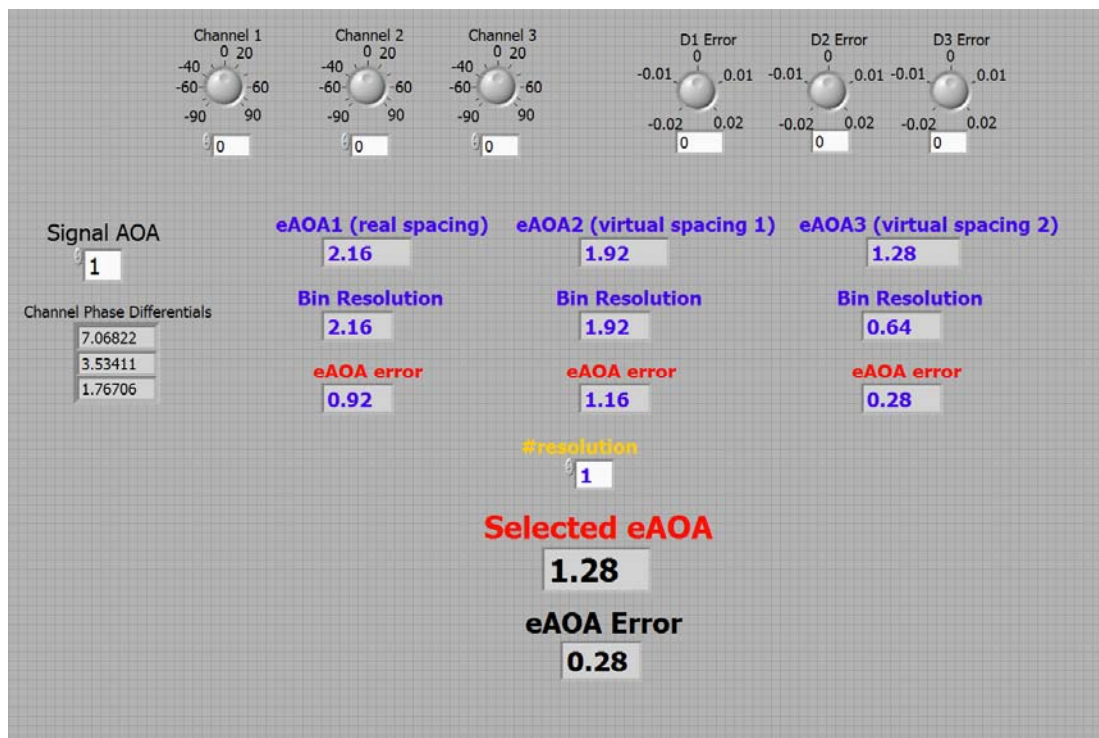 Channel 1 Channel 2 Channel 3 D1 Error D2 Error D3 Error
0 20 0 20 0 20 0 0 0
-40 -40 -40 -0.01 0.01 -0.01 0.01 -0.01 0.01
-60 -60 -60 -60 -60 -60
-90 90 -90 90 -90 90 -0.02 0.02 -0.02 0.02 -0.02 0.02
0 0 0 0 0 0
Signal AOA
1
Channel Phase Differentials
7.06822
3.53411
1.76706
eAOA1 (real spacing) eAOA2 (virtual spacing 1) eAOA3 (virtual spacing 2)
2.16 1.92 1.28
Bin Resolution Bin Resolution Bin Resolution
2.16 1.92 0.64
eAOA error eAOA error eAOA error
0.92 1.16 0.28
#resolution
1
Selected eAOA
1.28
eAOA Error
0.28